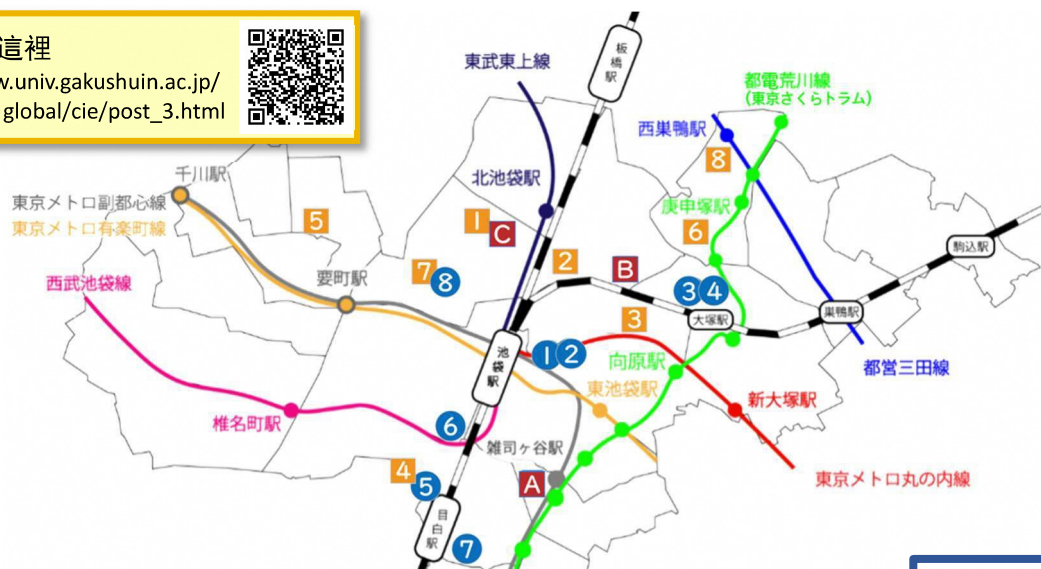 這裡
w.univ.gakushuin.ac.jp/
global/cie/post_3.html
板橋駅
東武東上線
都電荒川線
(東京さくらトラム)
西巣鴨駅
8
千川駅
北池袋駅
東京メトロ副都心線
東京メトロ有楽町線
5
1
C
庚申塚駅
6
駒込駅
西武池袋線
要町駅
7
8
2
B
3
4
大塚駅
巣鴨駅
3
池袋駅
1
2
向原駅
都営三田線
東池袋駅
新大塚駅
椎名町駅
6
雑司ヶ谷駅
4
5
A
東京メトロ丸の内線
目白駅
7